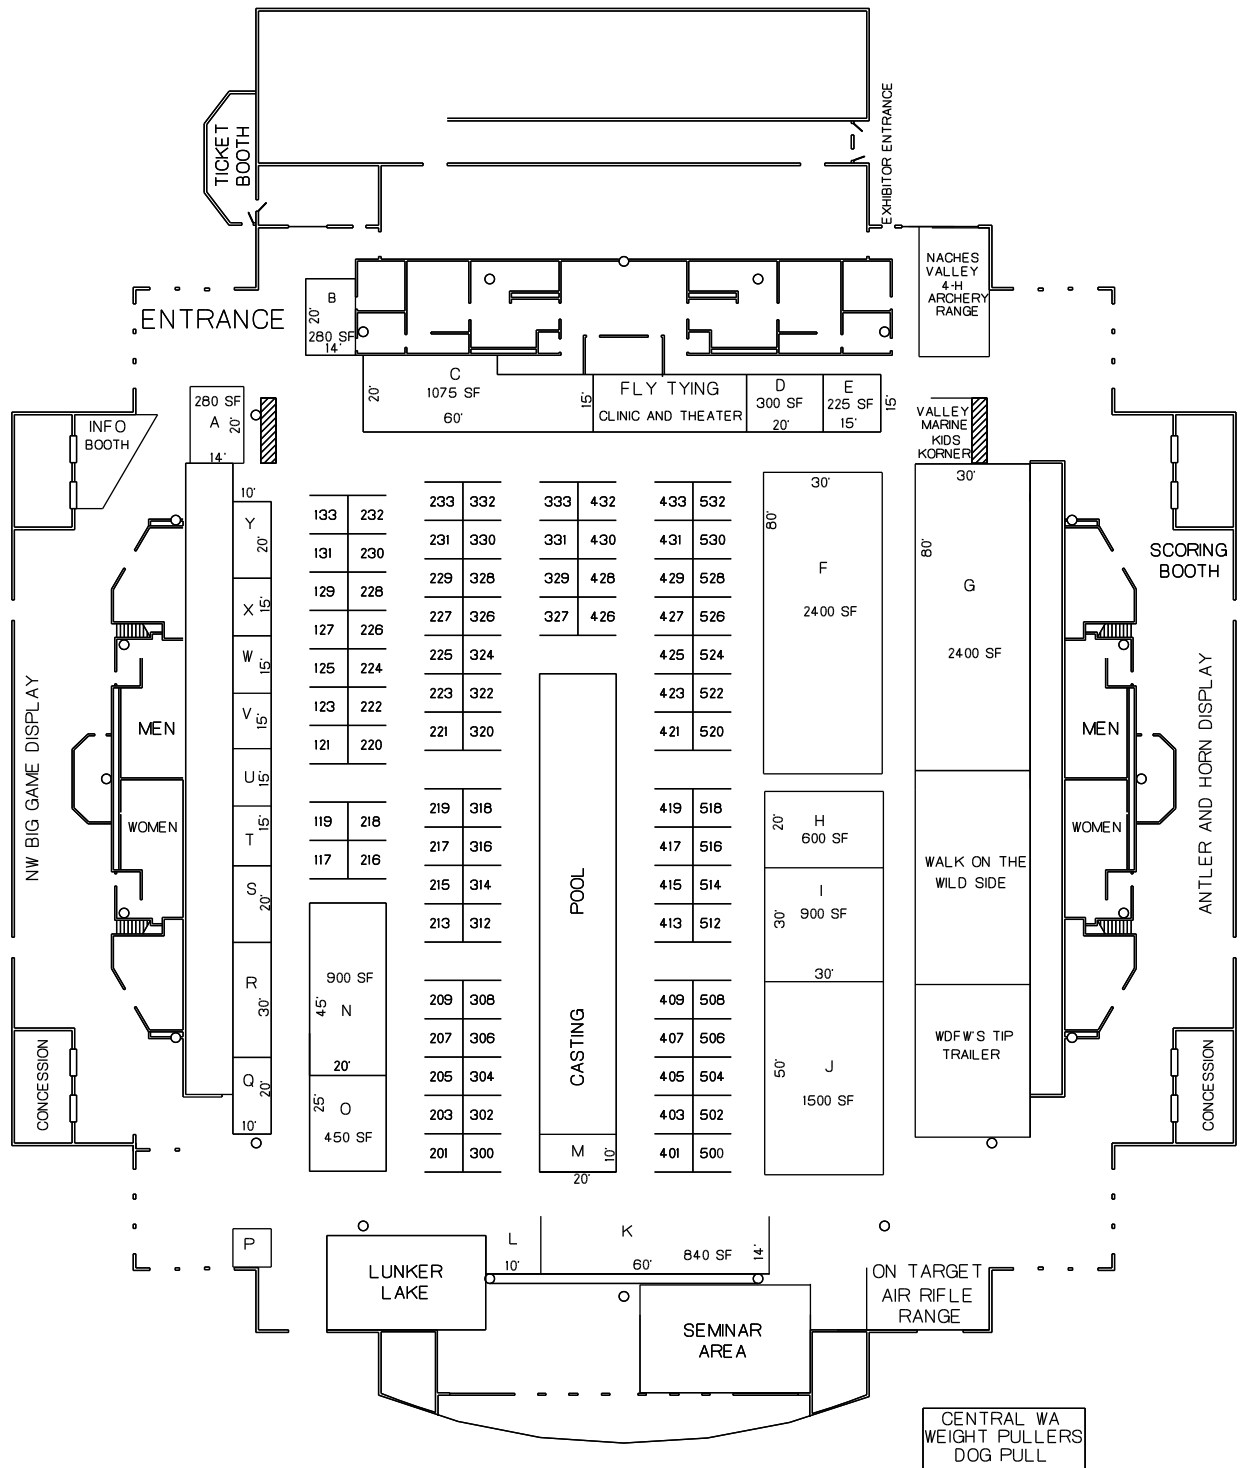 EXHIBITOR ENTRANCE
TICKET
BOOTH
NACHES
VALLEY
4-H
ARCHERY
RANGE
ENTRANCE
B
20'
280 SF
14'
C
1075 SF
20'
60'
15'
FLY TYING
CLINIC AND THEATER
D
300 SF
20'
E
225 SF
15'
15'
280 SF
A
20'
14'
INFO
BOOTH
VALLEY
MARINE
KIDS
KORNER
10'
Y
20'
X
15'
W
15'
V
15'
U
15'
T
15'
S
20'
R
30'
Q
20'
10'
133 232
131 230
129 228
127 226
125 224
123 222
121 220
119 218
117 216
900 SF
45'
N
20'
25'
O
450 SF
233 332
231 330
229 328
227 326
225 324
223 322
221 320
219 318
217 316
215 314
213 312
209 308
207 306
205 304
203 302
201 300
333 432
331 430
329 428
327 426
CASTING POOL
M
10'
20'
433 532
431 530
429 528
427 526
425 524
423 522
421 520
419 518
417 516
415 514
413 512
409 508
407 506
405 504
403 502
401 500
30'
80'
F
2400 SF
20'
H
600 SF
I
900 SF
30'
30'
J
50'
1500 SF
30'
80'
G
2400 SF
WALK ON THE
WILD SIDE
WDFW'S TIP
TRAILER
NW BIG GAME DISPLAY
MEN
WOMEN
CONCESSION
SCORING
BOOTH
ANTLER AND HORN DISPLAY
MEN
WOMEN
CONCESSION
P
LUNKER
LAKE
L
10'
K
840 SF
14'
60'
ON TARGET
AIR RIFLE
RANGE
SEMINAR
AREA
CENTRAL WA
WEIGHT PULLERS
DOG PULL